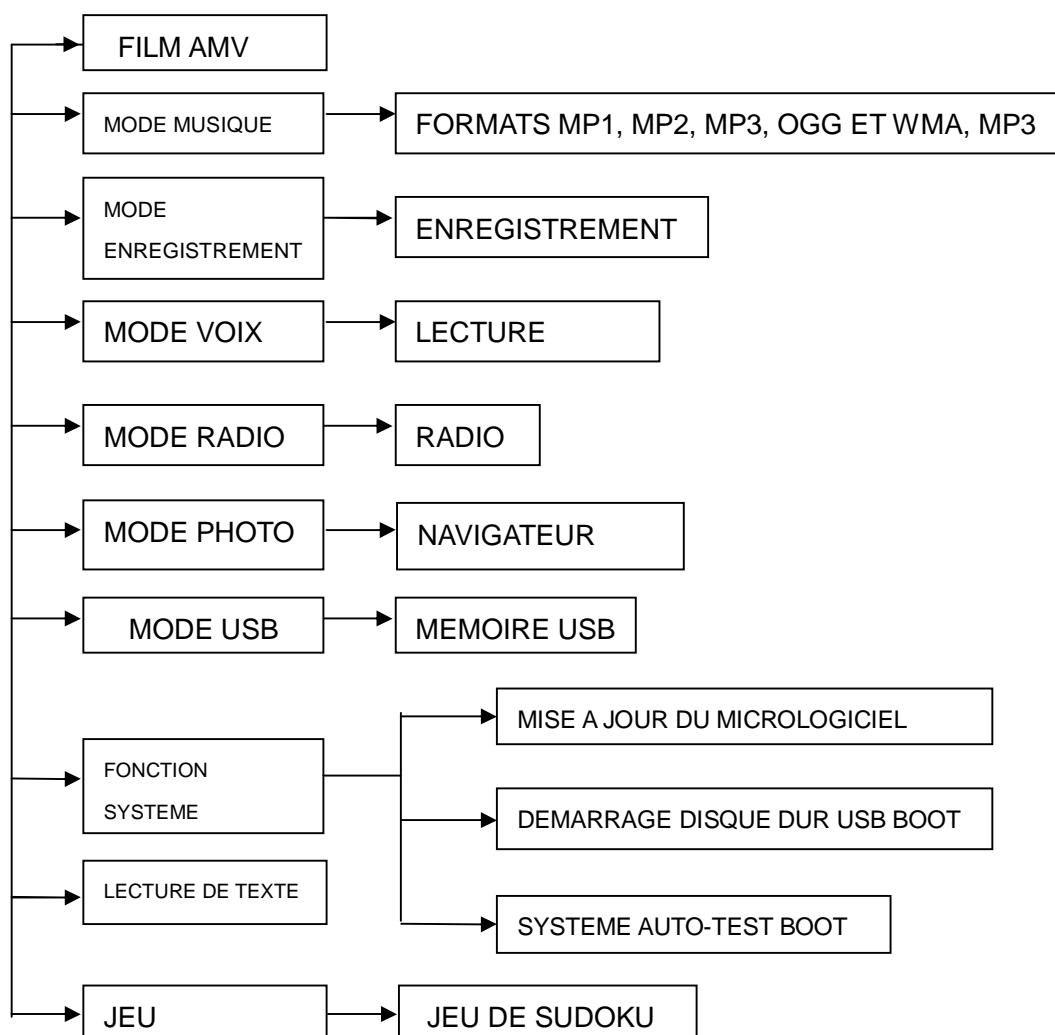 FILM AMV
MODE MUSIQUE
FORMATS MP1, MP2, MP3, OGG ET WMA, MP3
MODE
ENREGISTREMENT
ENREGISTREMENT
MODE VOIX
LECTURE
MODE RADIO
RADIO
MODE PHOTO
NAVIGATEUR
MODE USB
MEMOIRE USB
FONCTION
SYSTEME
MISE A JOUR DU MICROLOGICIEL
DEMARRAGE DISQUE DUR USB BOOT
SYSTEME AUTO-TEST BOOT
LECTURE DE TEXTE
JEU
JEU DE SUDOKU